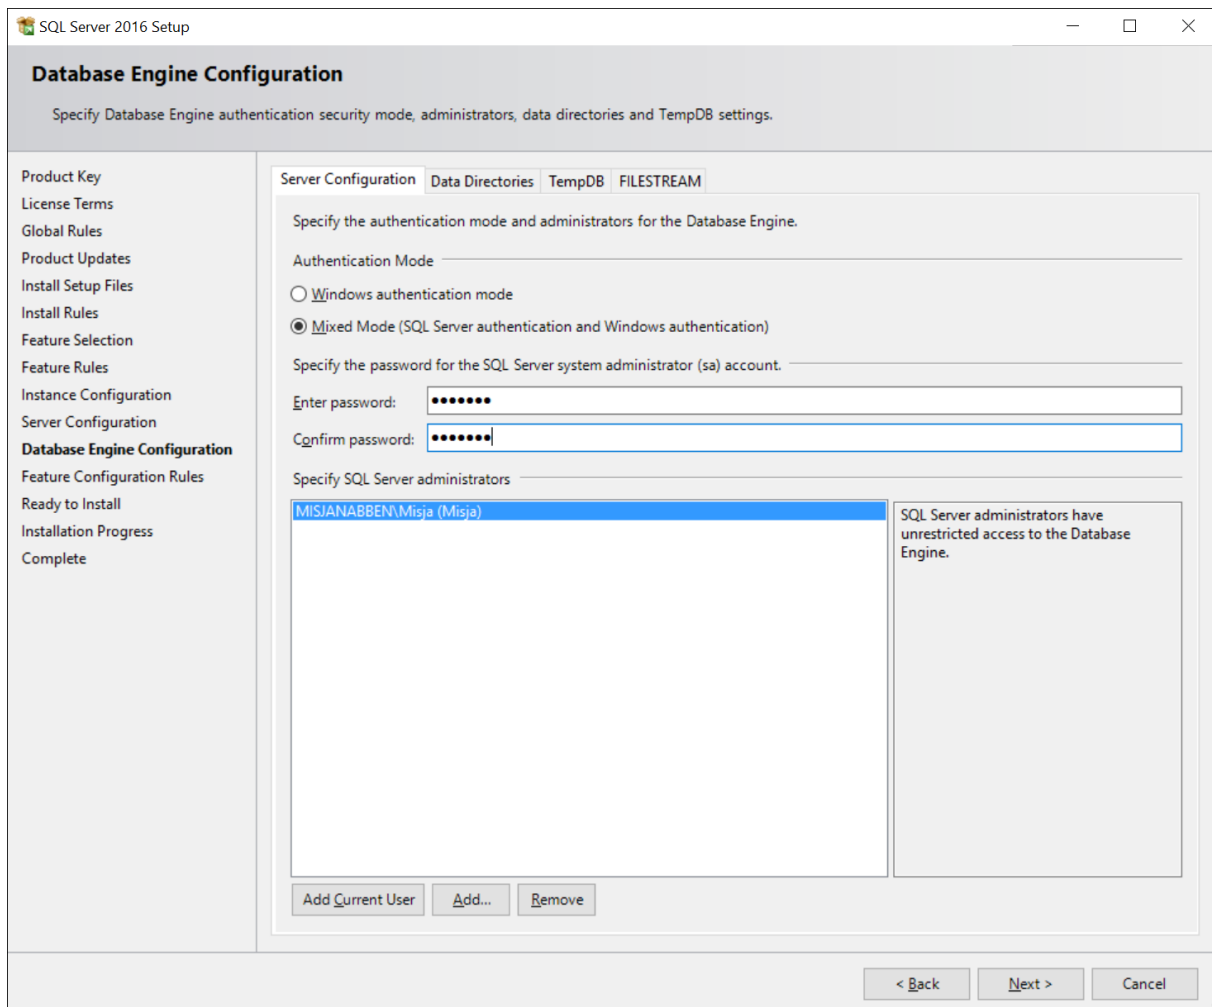 SQL Server 2016 Setup
Database Engine Configuration
Specify Database Engine authentication security mode, administrators, data directories and TempDB settings.
Product Key
License Terms
Global Rules
Product Updates
Install Setup Files
Install Rules
Feature Selection
Feature Rules
Instance Configuration
Server Configuration
Database Engine Configuration
Feature Configuration Rules
Ready to Install
Installation Progress
Complete
Server Configuration Data Directories TempDB FILESTREAM
Specify the authentication mode and administrators for the Database Engine.
Authentication Mode
Windows authentication mode
Mixed Mode (SQL Server authentication and Windows authentication)
Specify the password for the SQL Server system administrator (sa) account.
Enter password: ●●●●●●●
Confirm password: ●●●●●●●
Specify SQL Server administrators
MISJANABBEN\Misja (Misja)
SQL Server administrators have
unrestricted access to the Database
Engine.
Add Current User Add... Remove
< Back Next > Cancel